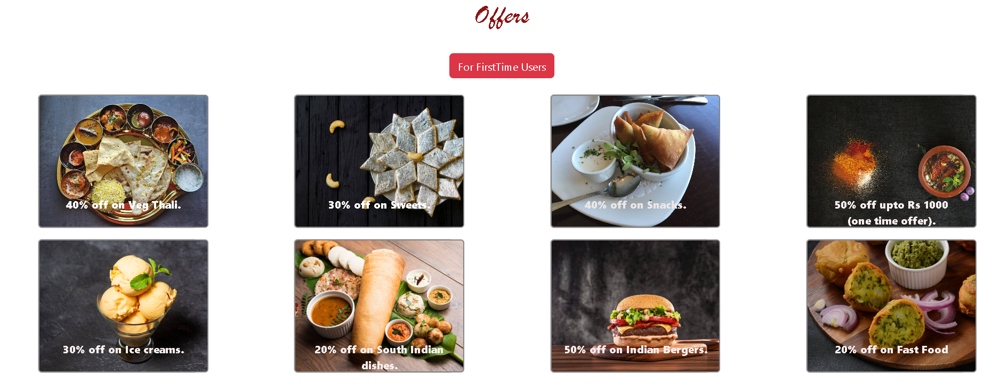 Offers
For FirstTime Users
40% off on Veg Thali.
30% off on Sweets.
40% off on Snacks.
50% off upto Rs 1000
(one time offer).
30% off on Ice creams.
20% off on South Indian
dishes.
50% off on Indian Bergers.
20% off on Fast Food